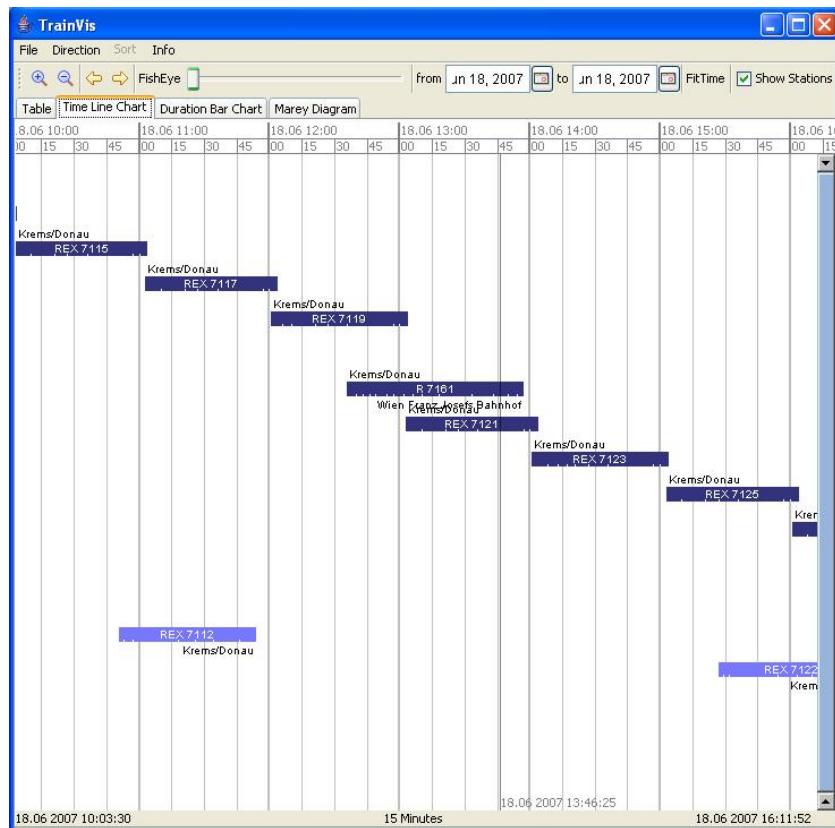 TrainVis
File Direction Sort Info
FishEye from un 18, 2007 to un 18, 2007 FitTime Show Stations
Table Time Line Chart Duration Bar Chart Marey Diagram
8.06 10:00 18.06 11:00 18.06 12:00 18.06 13:00 18.06 14:00 18.06 15:00 18.06 1
00 15 30 45 00 15 30 45 00 15 30 45 00 15 30 45 00 15 30 45 00 15 30 45 00 15
Krems/Donau
REX 7115
Krems/Donau
REX 7117
Krems/Donau
REX 7119
Krems/Donau
R 7161
Wien Franz Josefs Bahnhof
Krems/Donau
REX 7121
Krems/Donau
REX 7123
Krems/Donau
REX 7125
Krer
REX 7112
Krems/Donau
REX 7122
Krem
18.06 2007 13:46:25
18.06 2007 10:03:30 15 Minutes 18.06 2007 16:11:52